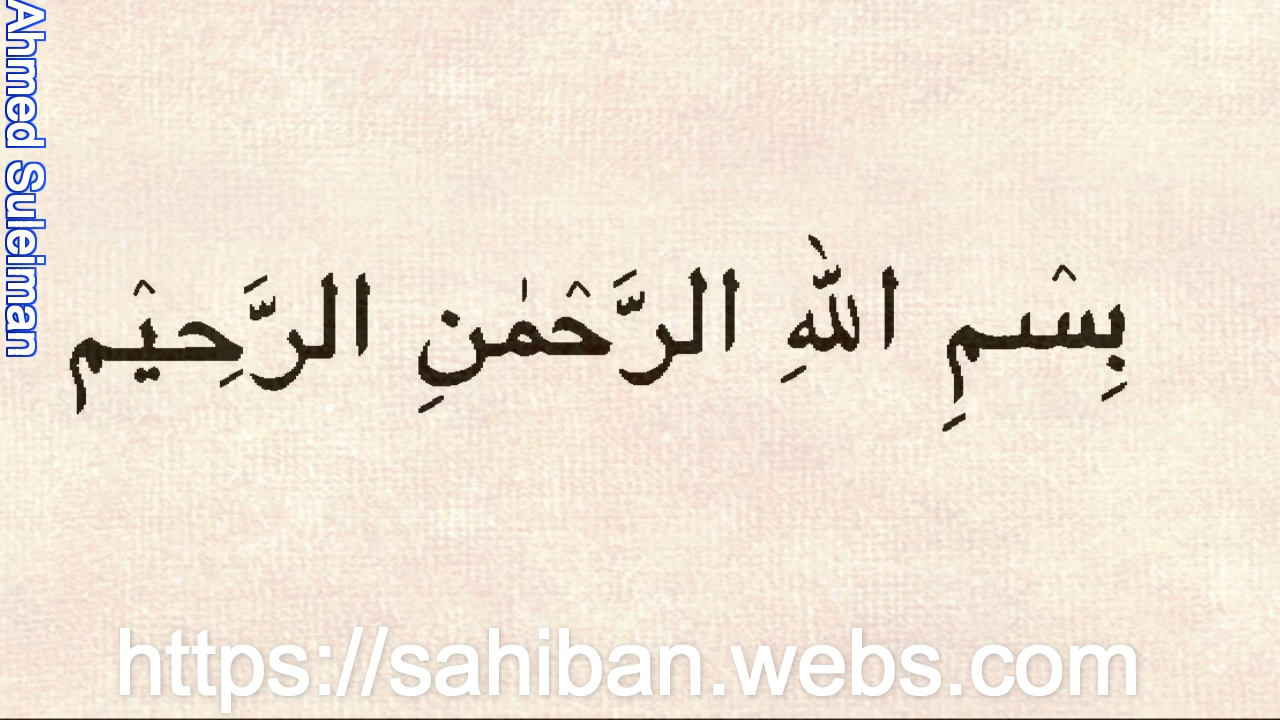 Ahmed Suleiman
بِسْمِ اللّٰهِ الرَّحْمٰنِ الرَّحِيْم
https://sahiban.webs.com